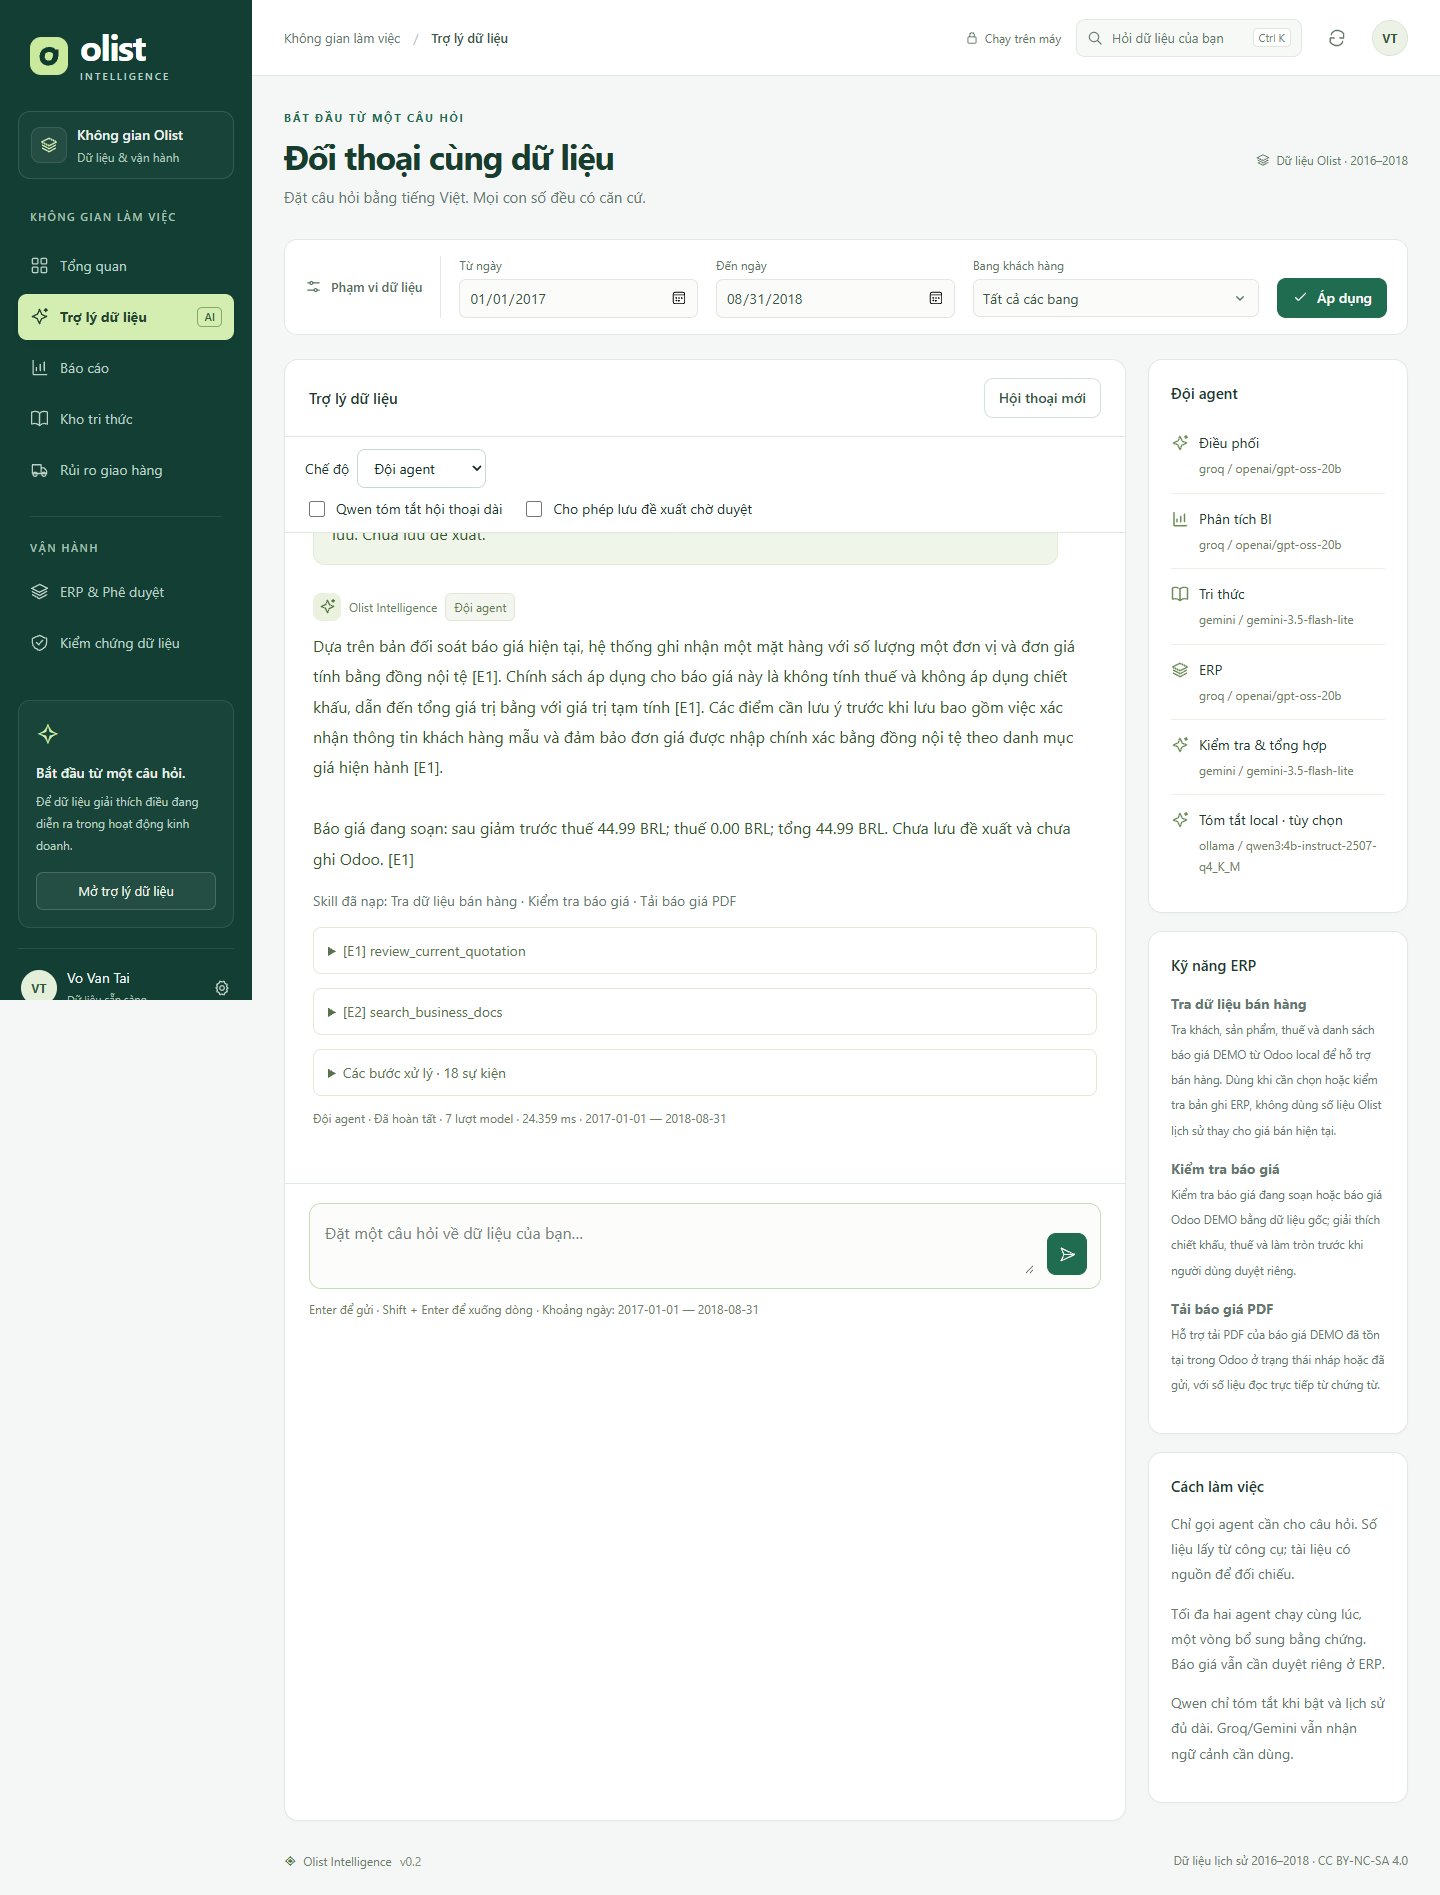 olist
INTELLIGENCE
Không gian Olist
Dữ liệu & vận hành
KHÔNG GIAN LÀM VIỆC
Tổng quan
Trợ lý dữ liệu AI
Báo cáo
Kho tri thức
Rủi ro giao hàng
VẬN HÀNH
ERP & Phê duyệt
Kiểm chứng dữ liệu
Bắt đầu từ một câu hỏi.
Để dữ liệu giải thích điều đang
diễn ra trong hoạt động kinh
doanh.
Mở trợ lý dữ liệu
VT
Vo Van Tai
Dữ liệu sẵn sàng
Không gian làm việc / Trợ lý dữ liệu
Chạy trên máy
Hỏi dữ liệu của bạn
Ctrl K
VT
BẮT ĐẦU TỪ MỘT CÂU HỎI
Đối thoại cùng dữ liệu
Đặt câu hỏi bằng tiếng Việt. Mọi con số đều có căn cứ.
Dữ liệu Olist · 2016–2018
Phạm vi dữ liệu
Từ ngày
01/01/2017
Đến ngày
08/31/2018
Bang khách hàng
Tất cả các bang
Áp dụng
Trợ lý dữ liệu
Hội thoại mới
Chế độ
Đội agent
Qwen tóm tắt hội thoại dài
Cho phép lưu đề xuất chờ duyệt
lưu. Chưa lưu đề xuất.
Olist Intelligence
Đội agent
Dựa trên bản đối soát báo giá hiện tại, hệ thống ghi nhận một mặt hàng với số lượng một đơn vị và đơn giá
tính bằng đồng nội tệ [E1]. Chính sách áp dụng cho báo giá này là không tính thuế và không áp dụng chiết
khấu, dẫn đến tổng giá trị bằng với giá trị tạm tính [E1]. Các điểm cần lưu ý trước khi lưu bao gồm việc xác
nhận thông tin khách hàng mẫu và đảm bảo đơn giá được nhập chính xác bằng đồng nội tệ theo danh mục
giá hiện hành [E1].
Báo giá đang soạn: sau giảm trước thuế 44.99 BRL; thuế 0.00 BRL; tổng 44.99 BRL. Chưa lưu đề xuất và chưa
ghi Odoo. [E1]
Skill đã nạp: Tra dữ liệu bán hàng · Kiểm tra báo giá · Tải báo giá PDF
[E1] review_current_quotation
[E2] search_business_docs
Các bước xử lý · 18 sự kiện
Đội agent · Đã hoàn tất · 7 lượt model · 24.359 ms · 2017-01-01 — 2018-08-31
Đặt một câu hỏi về dữ liệu của bạn...
Enter để gửi · Shift + Enter để xuống dòng · Khoảng ngày: 2017-01-01 — 2018-08-31
Đội agent
Điều phối
groq / openai/gpt-oss-20b
Phân tích BI
groq / openai/gpt-oss-20b
Tri thức
gemini / gemini-3.5-flash-lite
ERP
groq / openai/gpt-oss-20b
Kiểm tra & tổng hợp
gemini / gemini-3.5-flash-lite
Tóm tắt local · tùy chọn
ollama / qwen3:4b-instruct-2507-
q4_K_M
Kỹ năng ERP
Tra dữ liệu bán hàng
Tra khách, sản phẩm, thuế và danh sách
báo giá DEMO từ Odoo local để hỗ trợ
bán hàng. Dùng khi cần chọn hoặc kiểm
tra bản ghi ERP, không dùng số liệu Olist
lịch sử thay cho giá bán hiện tại.
Kiểm tra báo giá
Kiểm tra báo giá đang soạn hoặc báo giá
Odoo DEMO bằng dữ liệu gốc; giải thích
chiết khấu, thuế và làm tròn trước khi
người dùng duyệt riêng.
Tải báo giá PDF
Hỗ trợ tải PDF của báo giá DEMO đã tồn
tại trong Odoo ở trạng thái nháp hoặc đã
gửi, với số liệu đọc trực tiếp từ chứng từ.
Cách làm việc
Chỉ gọi agent cần cho câu hỏi. Số
liệu lấy từ công cụ; tài liệu có
nguồn để đối chiếu.
Tối đa hai agent chạy cùng lúc,
một vòng bổ sung bằng chứng.
Báo giá vẫn cần duyệt riêng ở ERP.
Qwen chỉ tóm tắt khi bật và lịch sử
đủ dài. Groq/Gemini vẫn nhận
ngữ cảnh cần dùng.
Olist Intelligence v0.2
Dữ liệu lịch sử 2016–2018 · CC BY-NC-SA 4.0